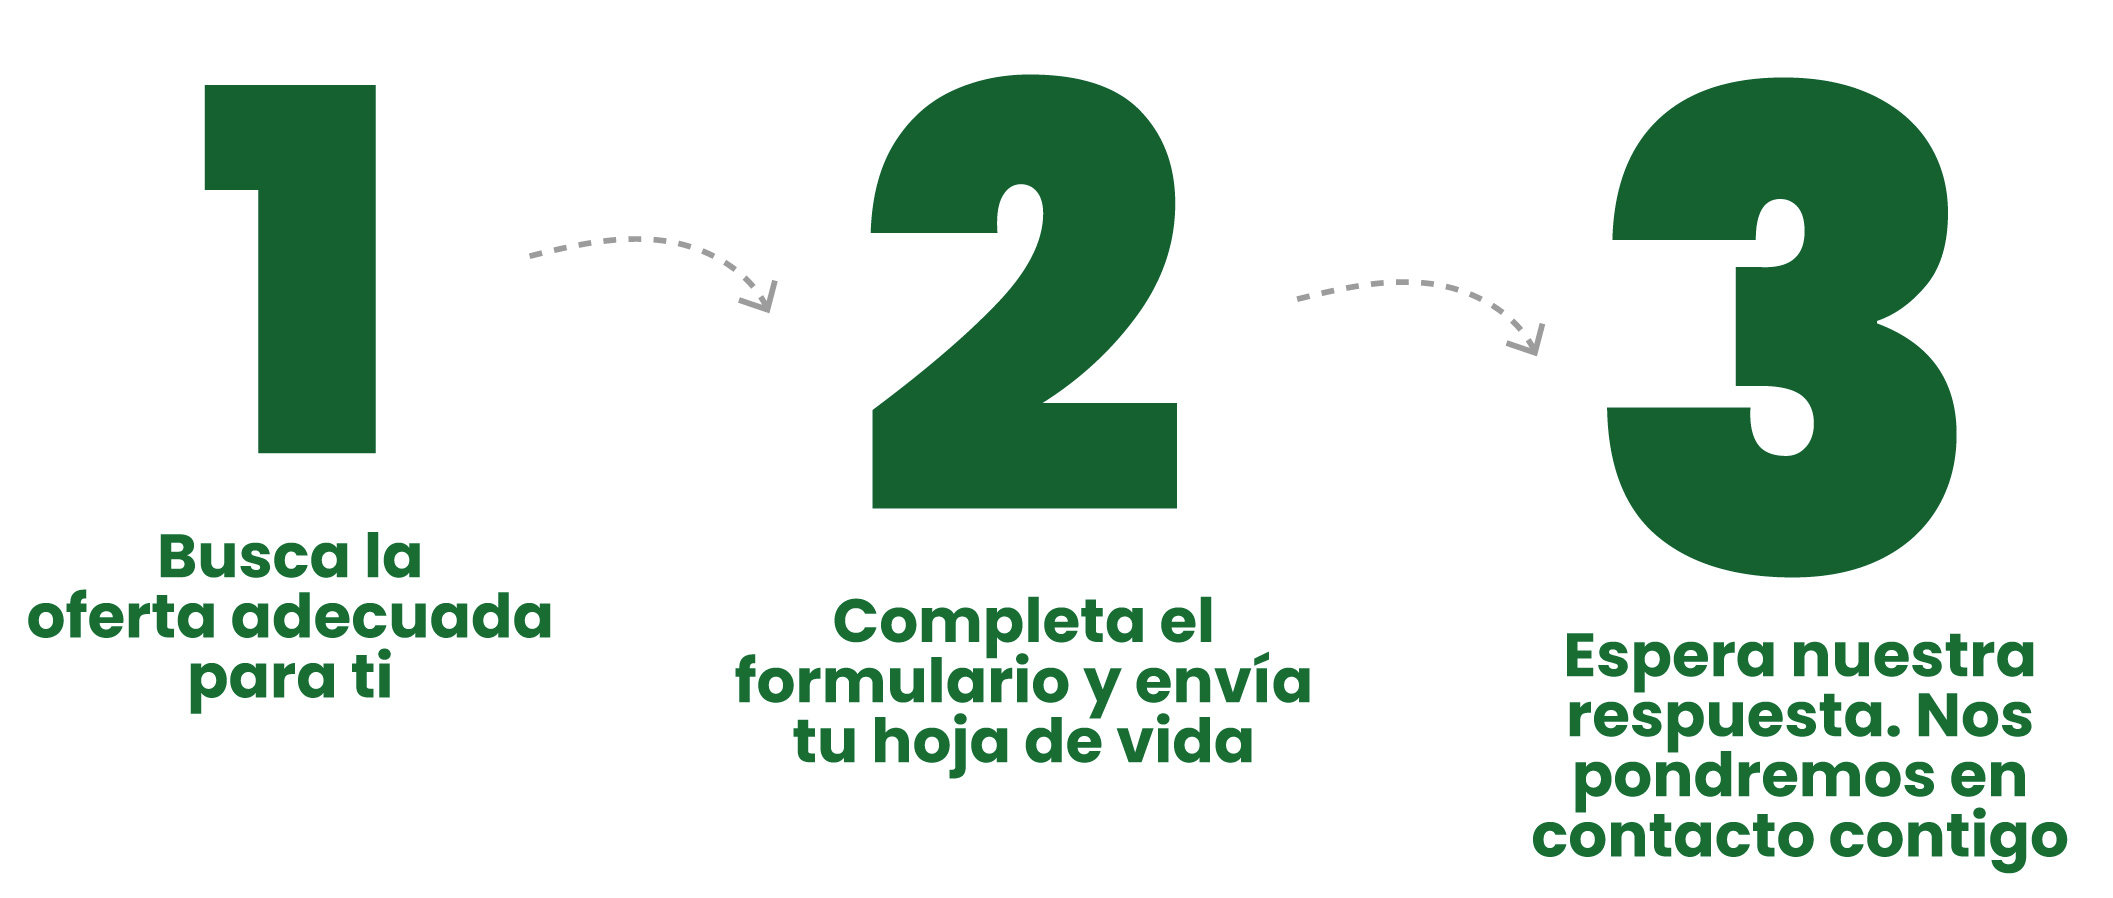 1
Busca la
oferta adecuada
para ti
2
Completa el
formulario y envía
tu hoja de vida
3
Espera nuestra
respuesta. Nos
pondremos en
contacto contigo